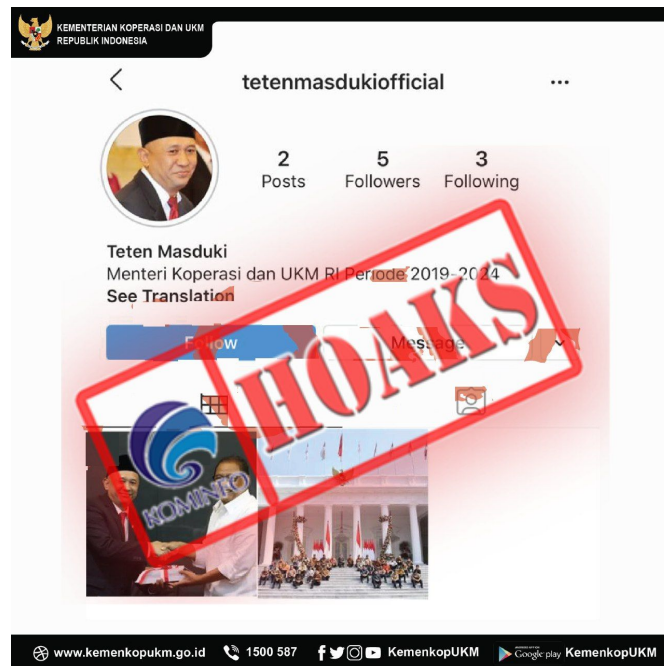 KEMENTERIAN KOPERASI DAN UKM
REPUBLIK INDONESIA
tetenmasdukiofficial
2 5 3
Posts Followers Following
Teten Masduki
Menteri Koperasi dan UKM RI Periode 2019-2024
See Translation
Follow Message
HOAKS
KOMINFO
www.kemenkopukm.go.id 1500 587 KemenkopUKM Google play KemenkopUKM